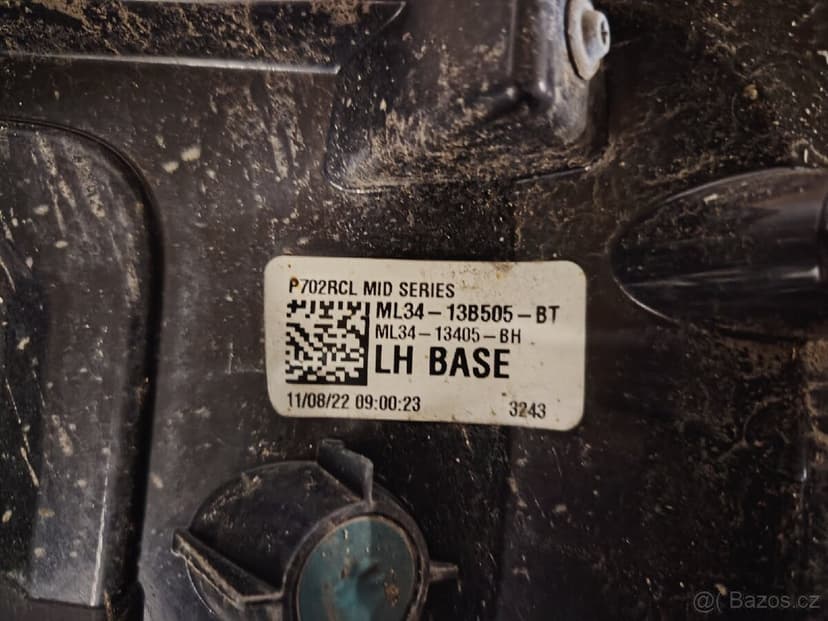 P702RCL MID SERIES
ML34-13B505-BT
ML34-13405-BH
LH BASE
11/08/22 09:00:23 3243
@( Bazos.cz